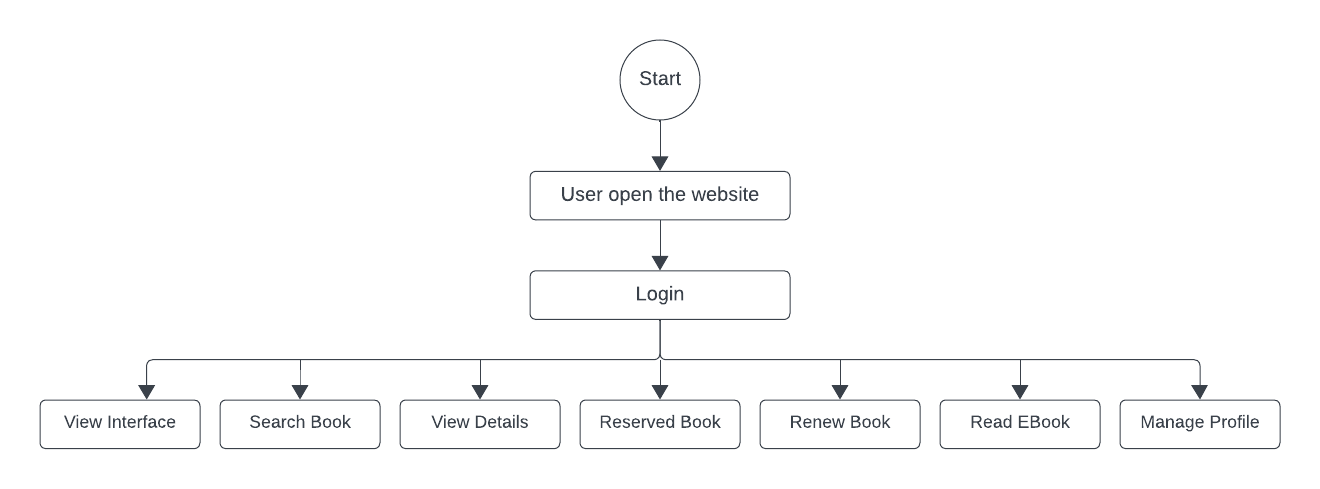 Start
User open the website
Login
View Interface
Search Book
View Details
Reserved Book
Renew Book
Read EBook
Manage Profile